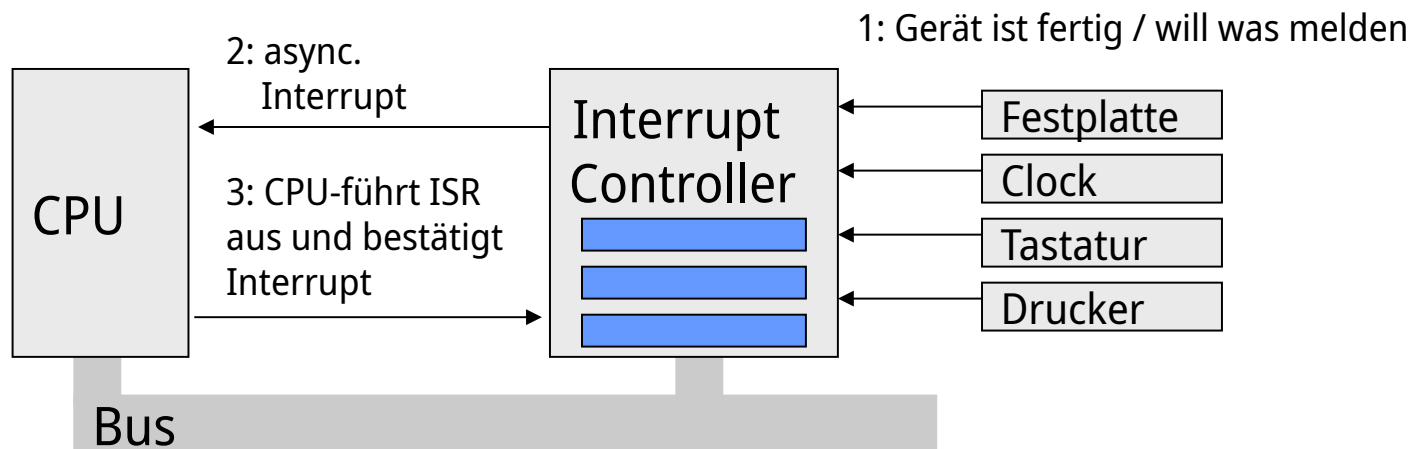 1: Gerät ist fertig / will was melden
2: async.
Interrupt
Interrupt
Controller
Festplatte
Clock
Tastatur
Drucker
CPU
3: CPU-führt ISR
aus und bestätigt
Interrupt
Bus